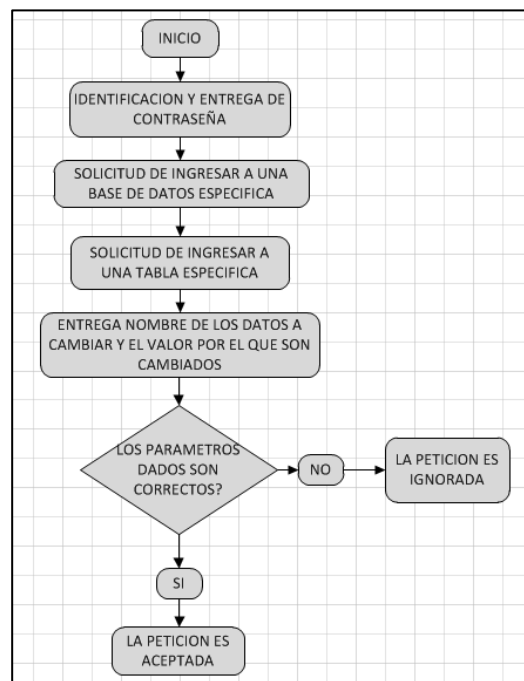 INICIO
IDENTIFICACION Y ENTREGA DE
CONTRASEÑA
SOLICITUD DE INGRESAR A UNA
BASE DE DATOS ESPECIFICA
SOLICITUD DE INGRESAR A
UNA TABLA ESPECIFICA
ENTREGA NOMBRE DE LOS DATOS A
CAMBIAR Y EL VALOR POR EL QUE SON
CAMBIADOS
LOS PARAMETROS
DADOS SON
CORRECTOS?
NO
LA PETICION ES
IGNORADA
SI
LA PETICION ES
ACEPTADA